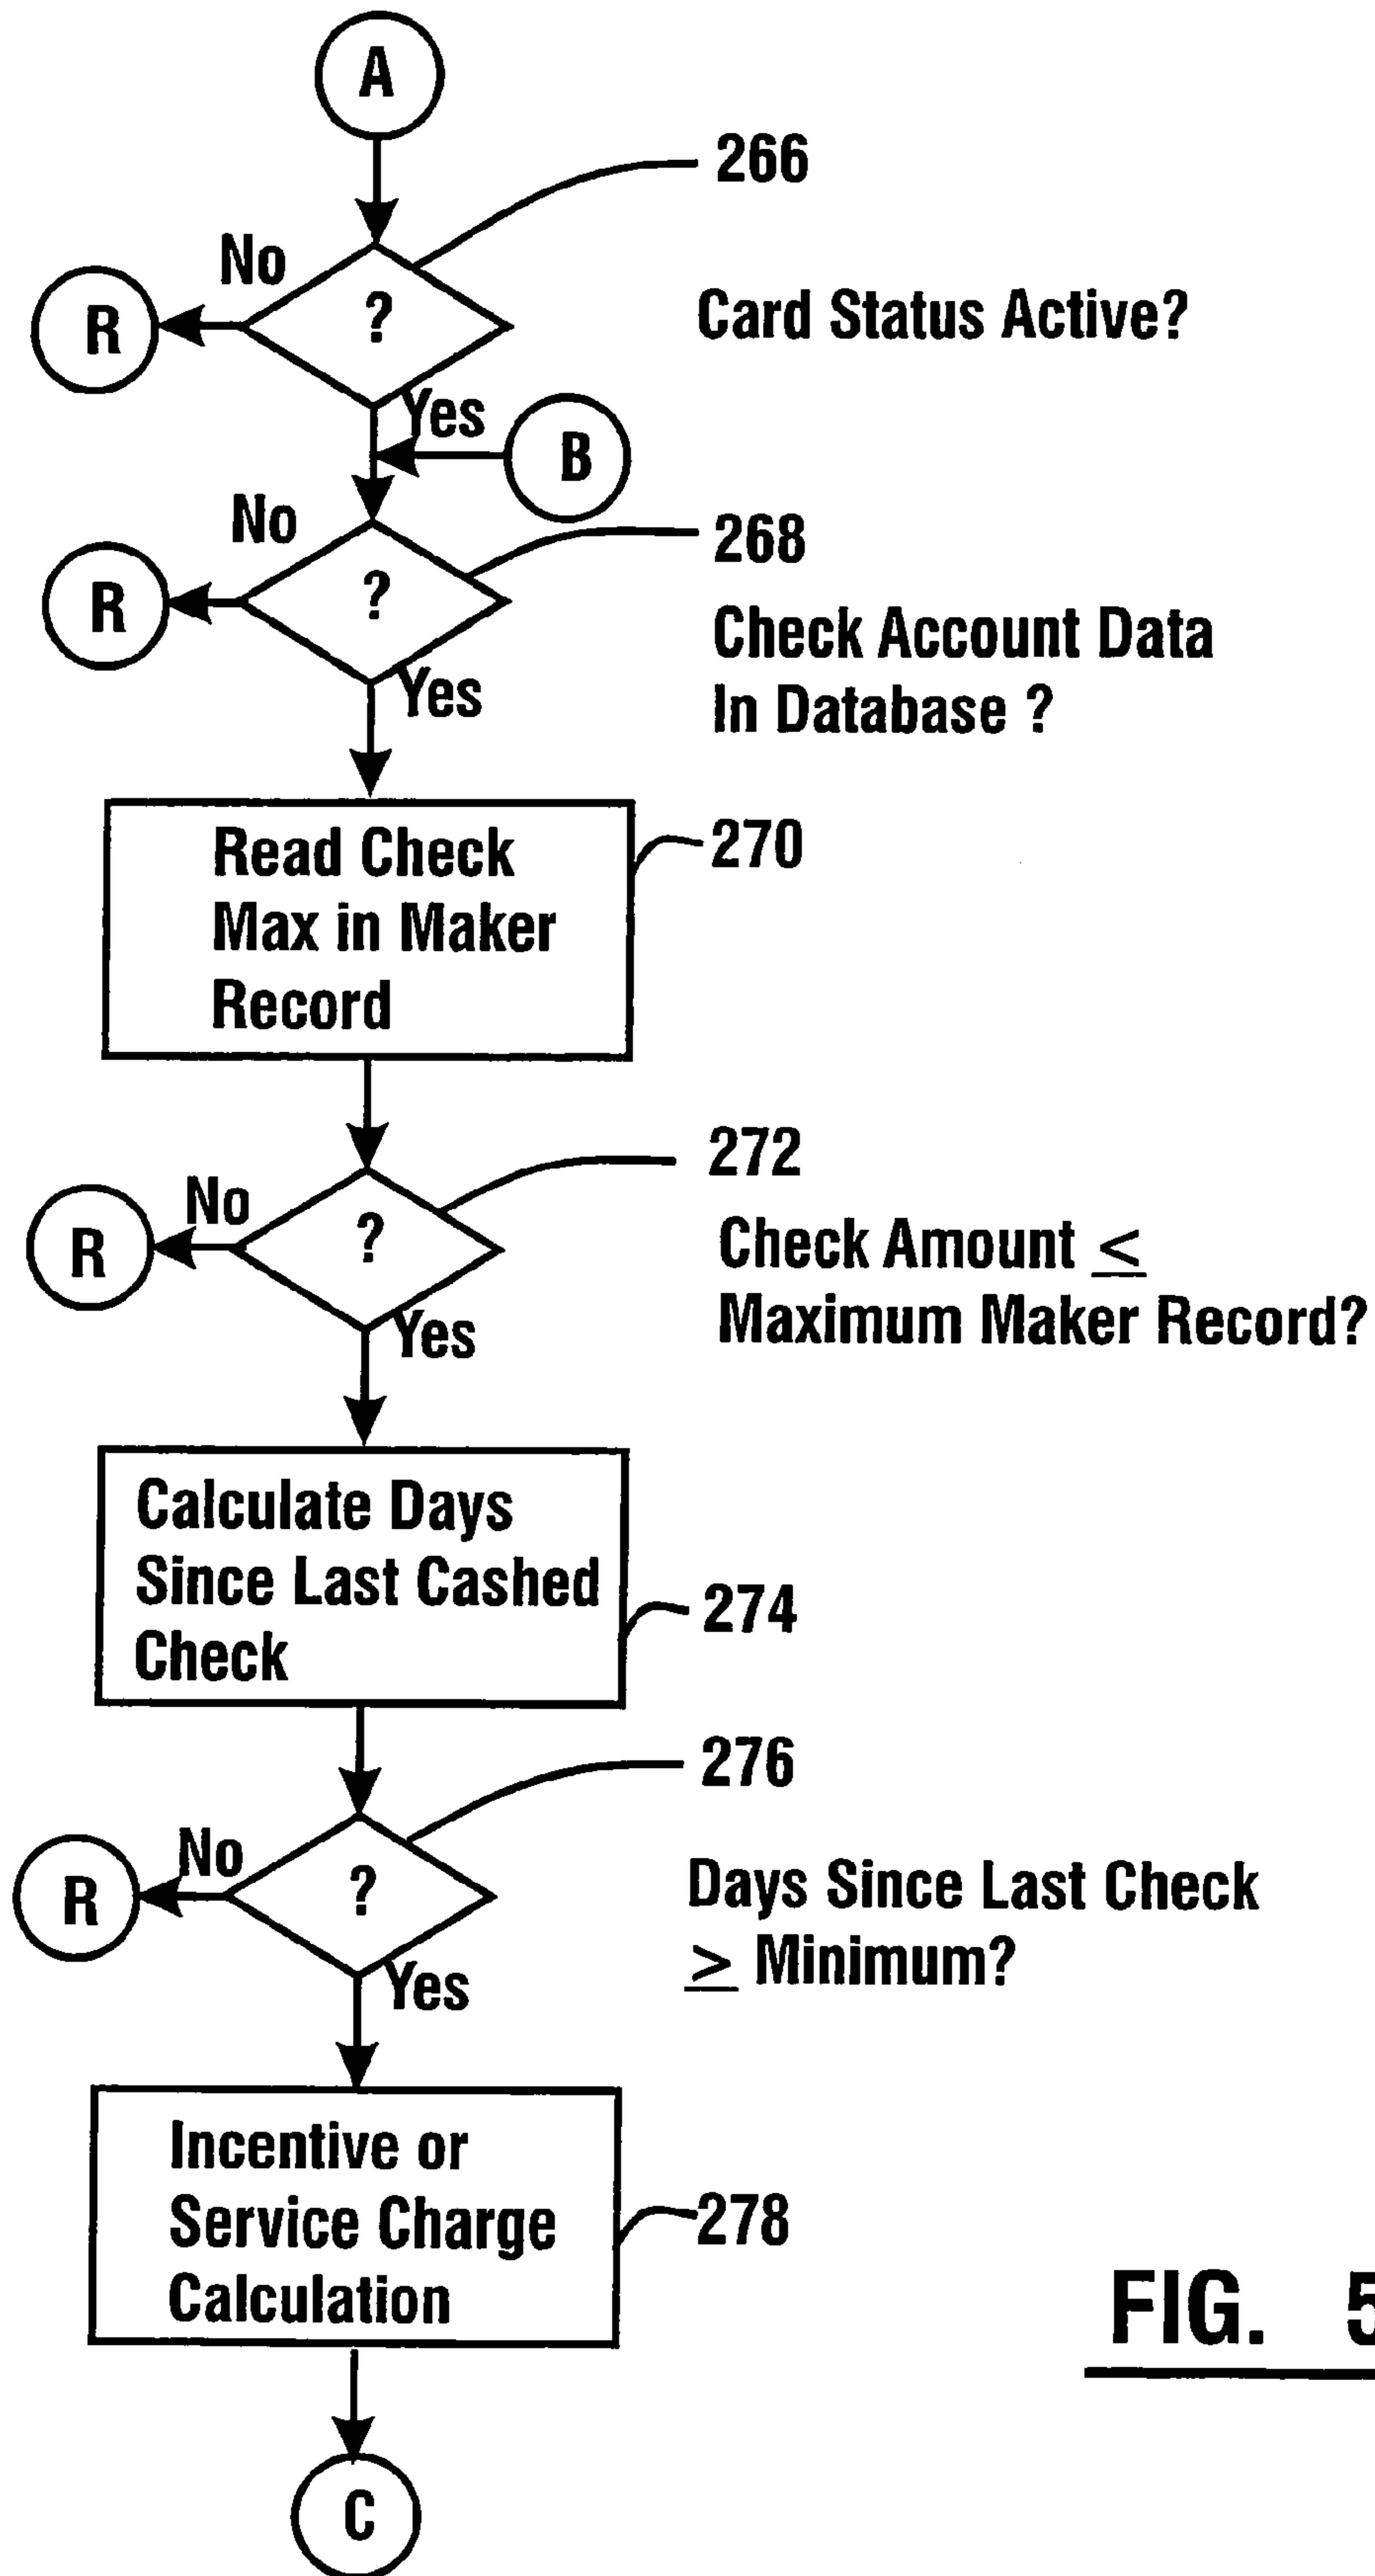 A
266
No
R
?
Card Status Active?
Yes
B
No
268
R
?
Check Account Data
In Database ?
Yes
Read Check
Max in Maker
Record
270
272
No
R
?
Check Amount ≤
Maximum Maker Record?
Yes
Calculate Days
Since Last Cashed
Check
274
276
No
R
?
Days Since Last Check
≥ Minimum?
Yes
Incentive or
Service Charge
Calculation
278
FIG. 5
C